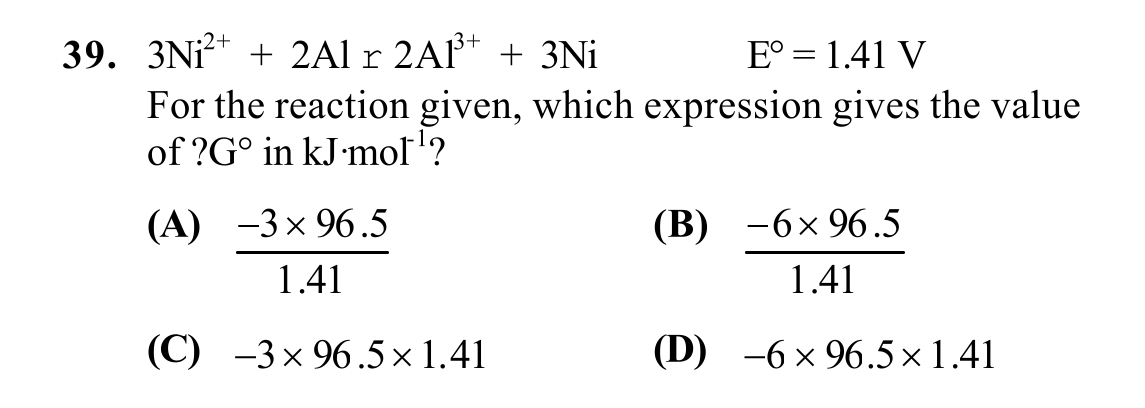 39. 3Ni²⁺ + 2Al r 2Al³⁺ + 3Ni E° = 1.41 V
For the reaction given, which expression gives the value
of ?G° in kJ·mol⁻¹?
(A) −3 × 96.5 / 1.41 (B) −6 × 96.5 / 1.41
(C) −3 × 96.5 × 1.41 (D) −6 × 96.5 × 1.41